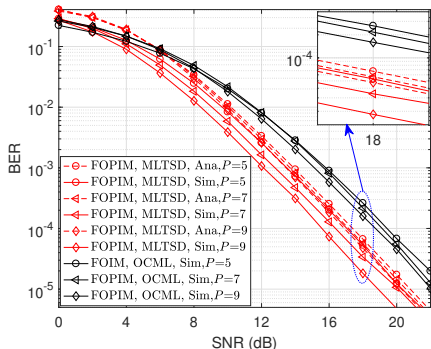 10^-1
10^-2
10^-3
10^-4
10^-5
BER
0
4
8
12
16
20
SNR (dB)
10^-4
18
FOPIM, MLTSD, Ana,P=5
FOPIM, MLTSD, Sim,P=5
FOPIM, MLTSD, Ana,P=7
FOPIM, MLTSD, Sim,P=7
FOPIM, MLTSD, Ana,P=9
FOPIM, MLTSD, Sim,P=9
FOIM, OCML, Sim,P=5
FOPIM, OCML, Sim,P=7
FOPIM, OCML, Sim,P=9